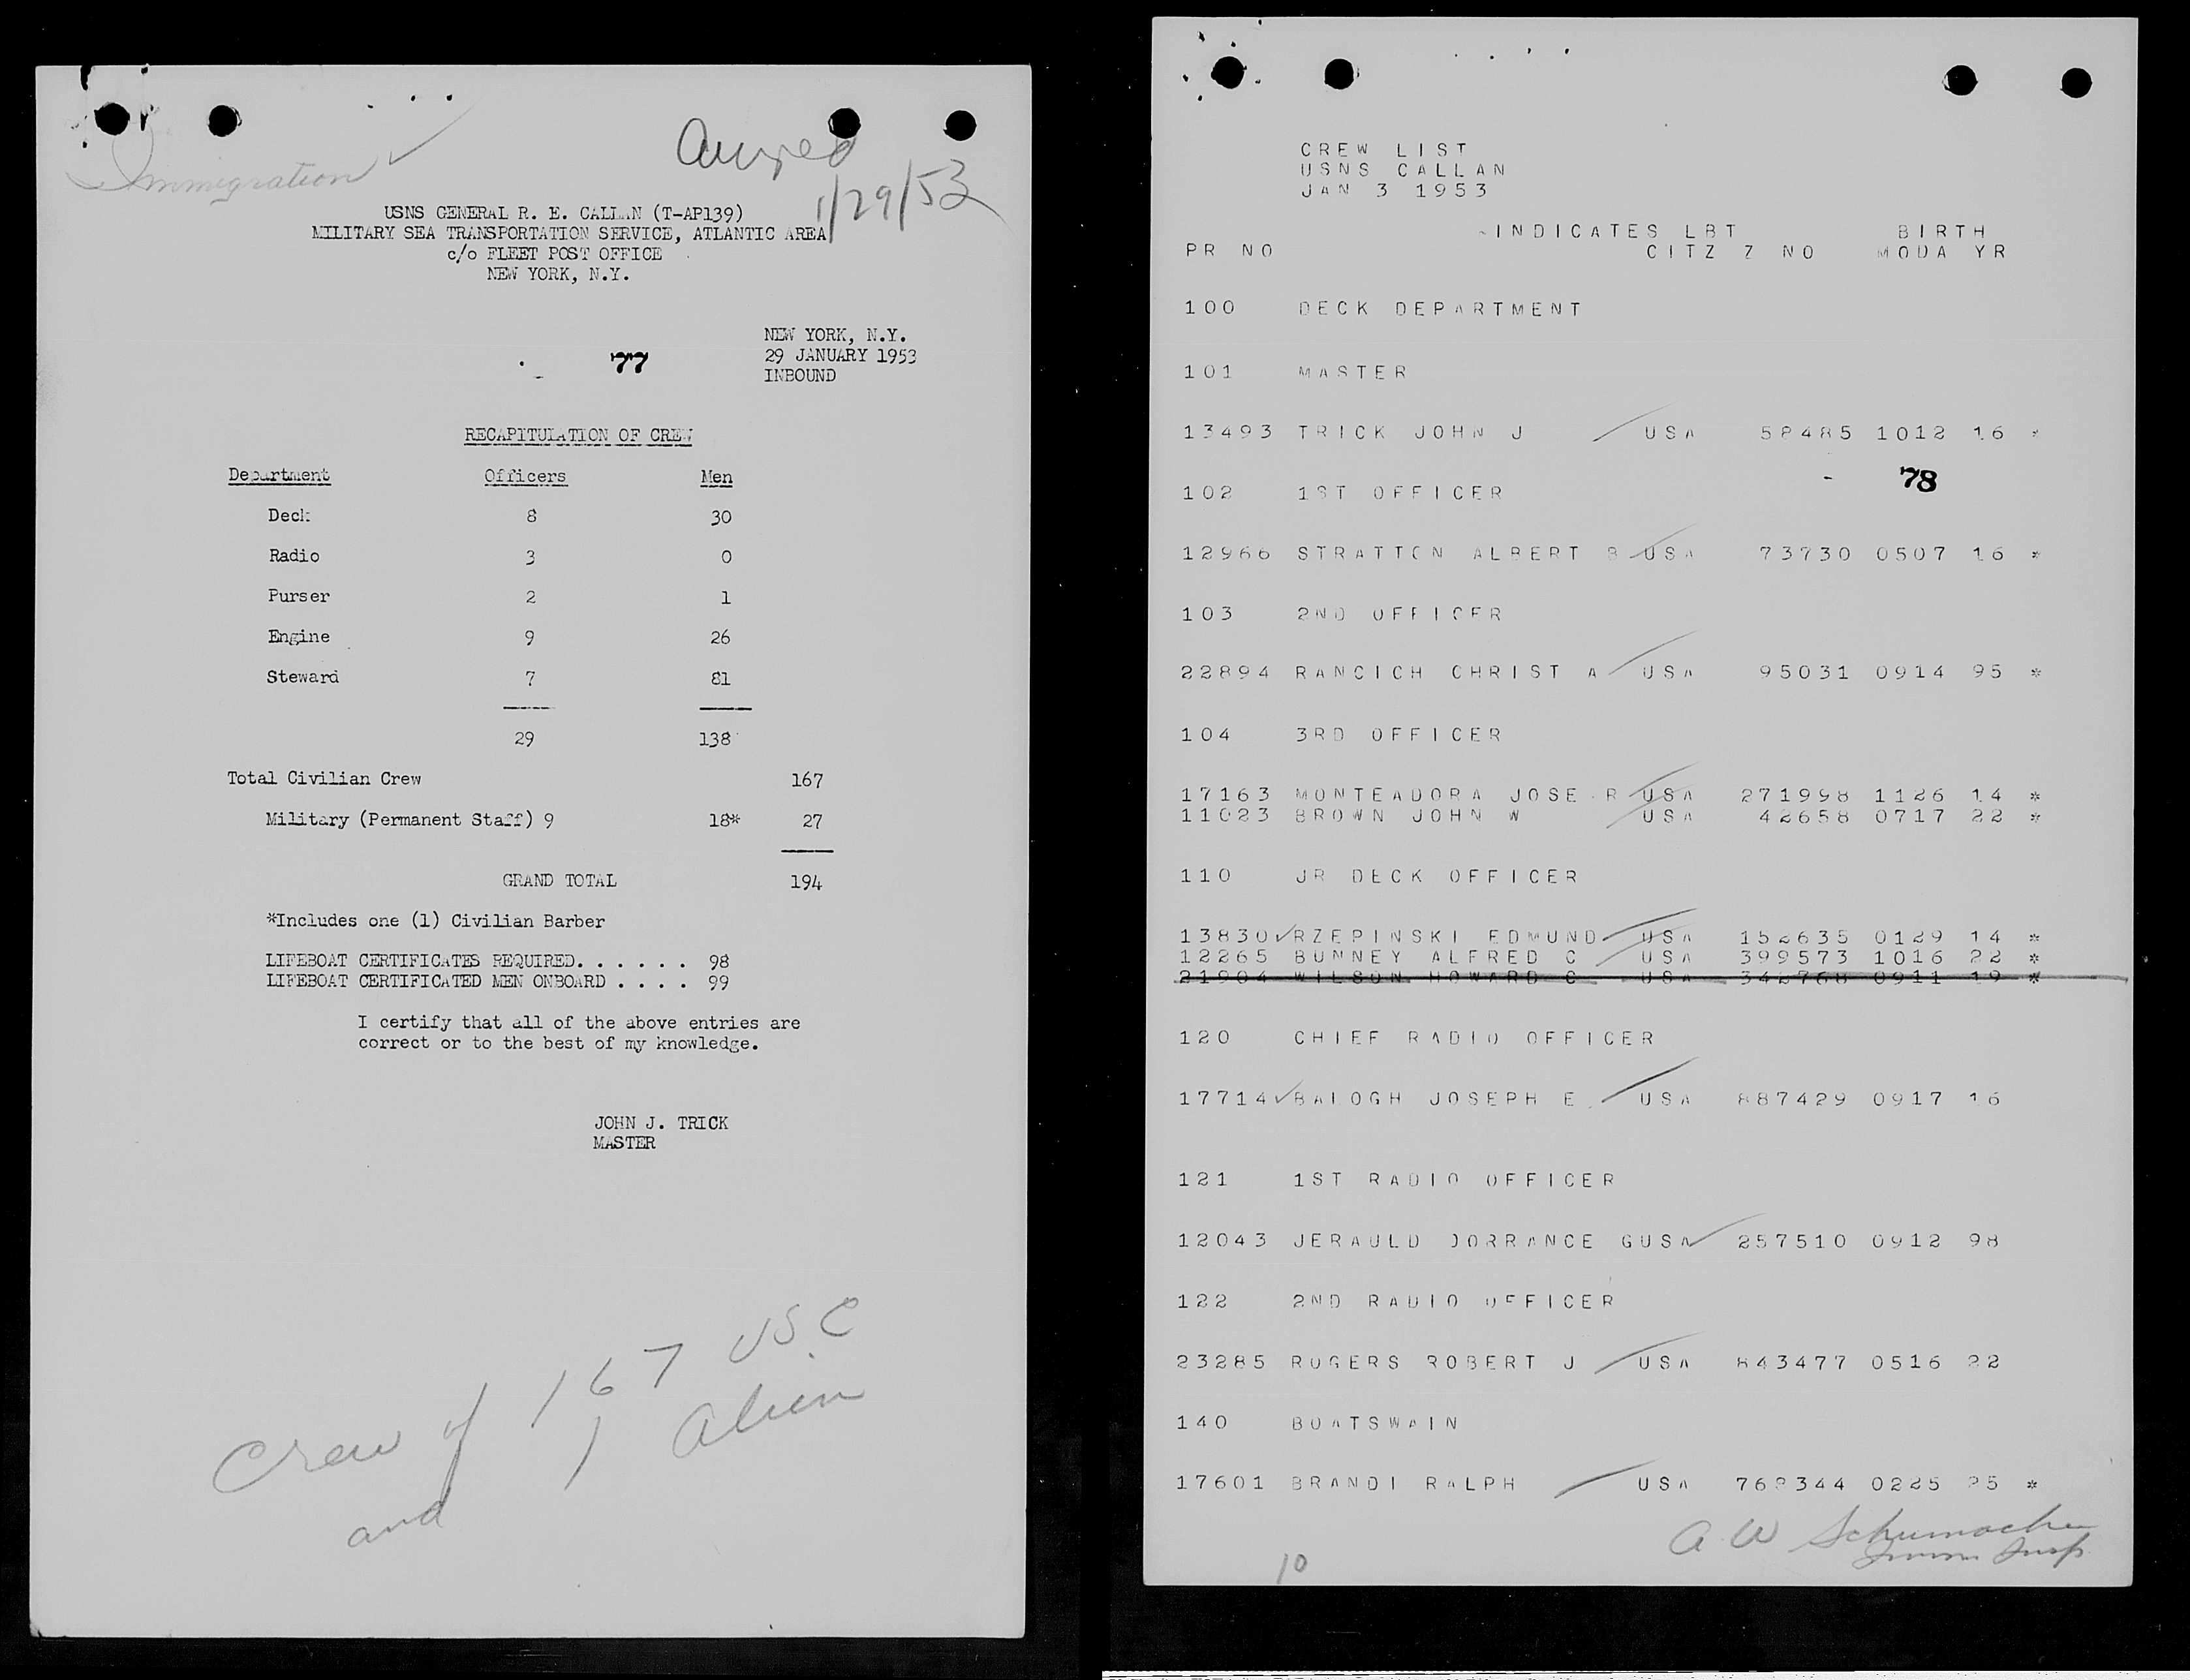 Immigration
Arrived
1/29/53
USNS GENERAL R. E. CALLAN (T-AP139)
MILITARY SEA TRANSPORTATION SERVICE, ATLANTIC AREA
c/o FLEET POST OFFICE
NEW YORK, N.Y.
NEW YORK, N.Y.
77 29 JANUARY 1953
INBOUND
RECAPITULATION OF CREW
Department Officers Men
Deck 8 30
Radio 3 0
Purser 2 1
Engine 9 26
Steward 7 81
29 138
Total Civilian Crew 167
Military (Permanent Staff) 9 18* 27
GRAND TOTAL 194
*Includes one (1) Civilian Barber
LIFEBOAT CERTIFICATES REQUIRED. . . . . . 98
LIFEBOAT CERTIFICATED MEN ONBOARD . . . . 99
I certify that all of the above entries are
correct or to the best of my knowledge.
JOHN J. TRICK
MASTER
Crew of 167 USC
and 1 Alien
CREW LIST
USNS CALLAN
JAN 3 1953
INDICATES LBT BIRTH
PR NO CITZ Z NO MODA YR
100 DECK DEPARTMENT
101 MASTER
13493 TRICK JOHN J USA 58485 1012 16 *
78
102 1ST OFFICER
12966 STRATTON ALBERT B USA 73730 0507 16 *
103 2ND OFFICER
22894 RANCICH CHRIST A USA 95031 0914 95 *
104 3RD OFFICER
17163 MONTEADORA JOSE R USA 271998 1126 14 *
11023 BROWN JOHN W USA 42658 0717 22 *
110 JR DECK OFFICER
13830 RZEPINSKI EDMUND USA 152635 0129 14 *
12265 BUNNEY ALFRED C USA 399573 1016 22 *
21904 WILSON HOWARD C USA 342768 0911 19 *
120 CHIEF RADIO OFFICER
17714 BALOGH JOSEPH E USA 887429 0917 16
121 1ST RADIO OFFICER
12043 JERAULD DORRANCE GUSA 257510 0912 98
122 2ND RADIO OFFICER
23285 ROGERS ROBERT J USA 843477 0516 22
140 BOATSWAIN
17601 BRANDI RALPH USA 762344 0225 25 *
A W Schumacher
Imm Insp
10